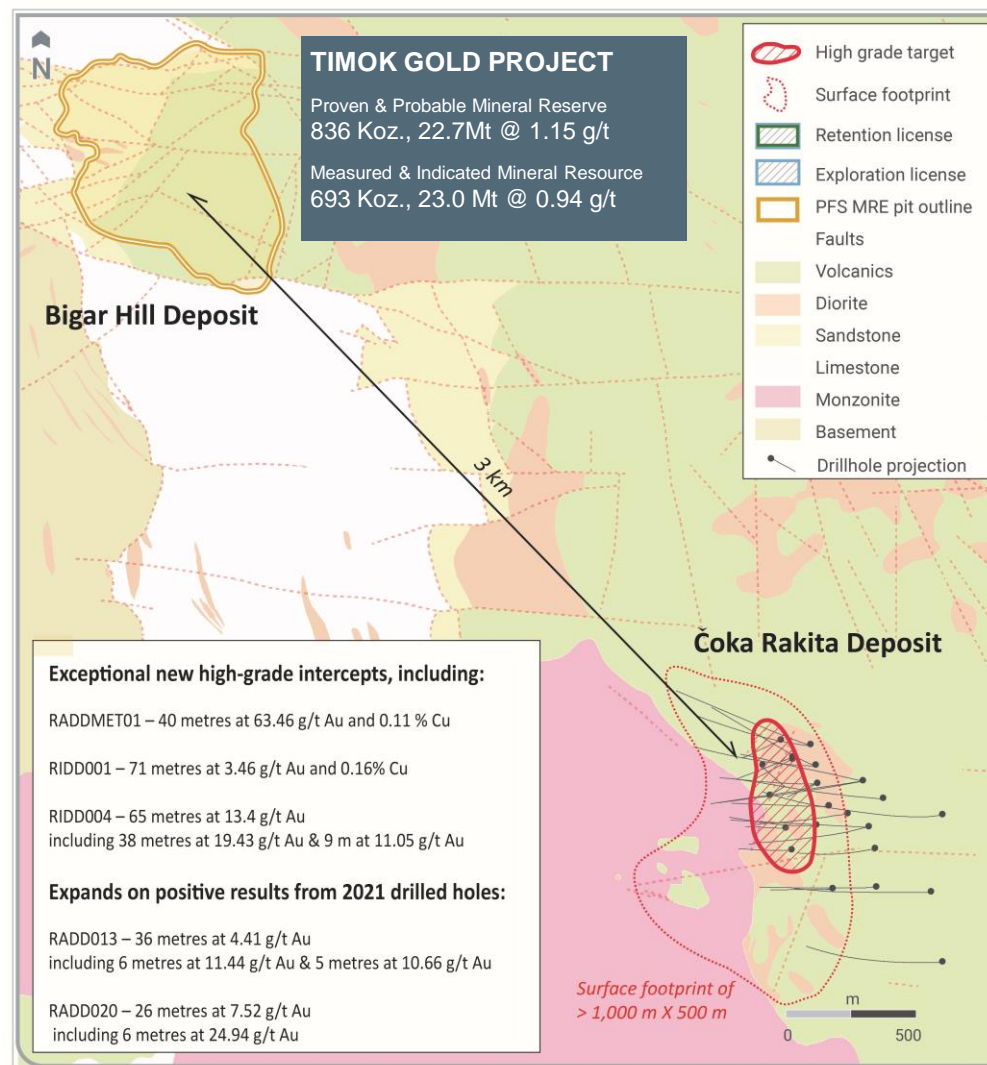 N
TIMOK GOLD PROJECT
Proven & Probable Mineral Reserve
836 Koz., 22.7Mt @ 1.15 g/t
Measured & Indicated Mineral Resource
693 Koz., 23.0 Mt @ 0.94 g/t
High grade target
Surface footprint
Retention license
Exploration license
PFS MRE pit outline
Faults
Volcanics
Diorite
Sandstone
Limestone
Monzonite
Basement
Drillhole projection
Bigar Hill Deposit
3 km
Čoka Rakita Deposit
Exceptional new high-grade intercepts, including:
RADDMET01 – 40 metres at 63.46 g/t Au and 0.11 % Cu
RIDD001 – 71 metres at 3.46 g/t Au and 0.16% Cu
RIDD004 – 65 metres at 13.4 g/t Au
including 38 metres at 19.43 g/t Au & 9 m at 11.05 g/t Au
Expands on positive results from 2021 drilled holes:
RADD013 – 36 metres at 4.41 g/t Au
including 6 metres at 11.44 g/t Au & 5 metres at 10.66 g/t Au
RADD020 – 26 metres at 7.52 g/t Au
including 6 metres at 24.94 g/t Au
Surface footprint of
> 1,000 m X 500 m
m
0 500